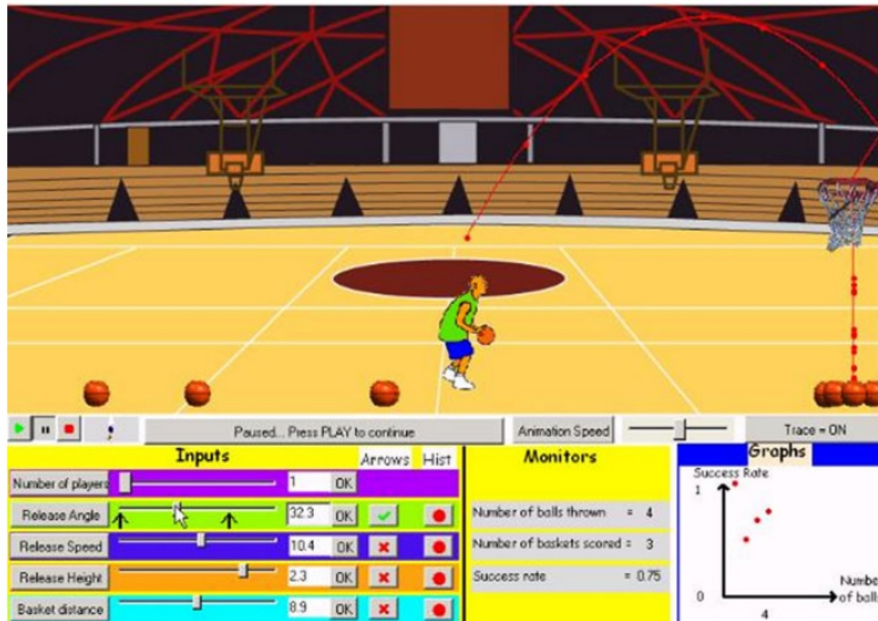 Paused... Press PLAY to continue
Animation Speed
Trace = ON
Inputs
Arrows
Hist
Number of players
1
OK
Release Angle
32.3
OK
Release Speed
10.4
OK
Release Height
2.3
OK
Basket distance
8.9
OK
Monitors
Number of balls thrown = 4
Number of baskets scored = 3
Success rate = 0.75
Graphs
Success Rate
1
0
4
Numbe
of balls